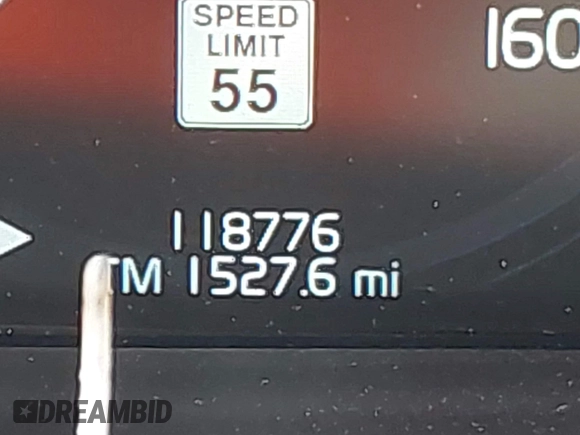 SPEED
LIMIT
55
160
118776
TM 1527.6 mi
DREAMBID